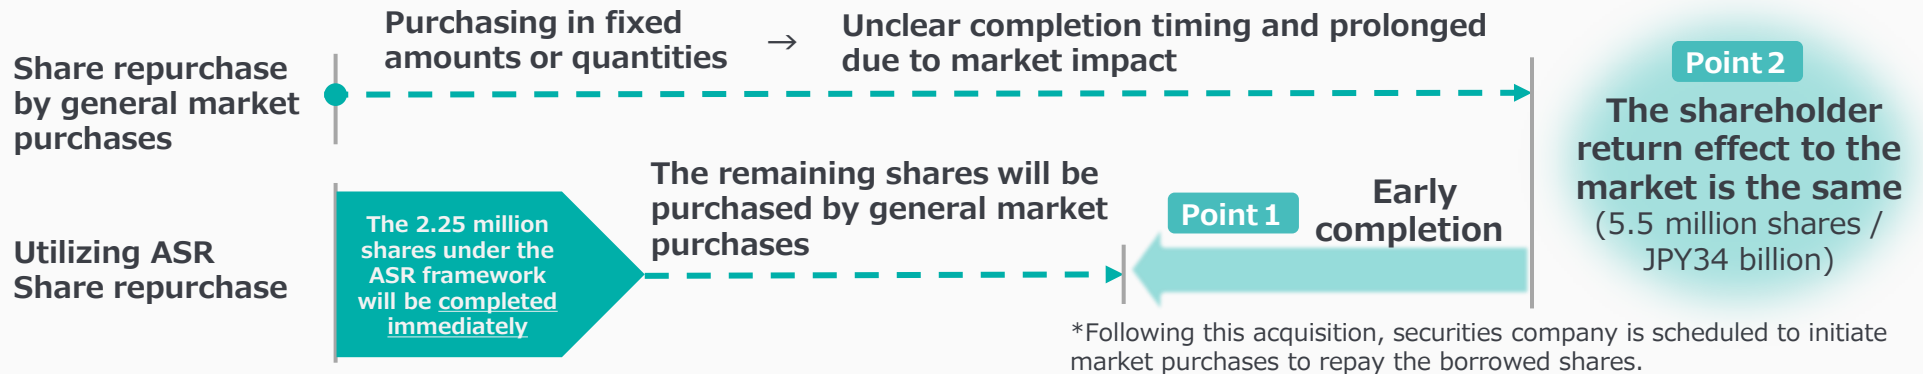 Share repurchase
by general market
purchases
Purchasing in fixed
amounts or quantities
→
Unclear completion timing and prolonged
due to market impact
Utilizing ASR
Share repurchase
The 2.25 million
shares under the
ASR framework
will be completed
immediately
The remaining shares will be
purchased by general market
purchases
Point 1
Early
completion
Point 2
The shareholder
return effect to the
market is the same
(5.5 million shares /
JPY34 billion)
*Following this acquisition, securities company is scheduled to initiate
market purchases to repay the borrowed shares.